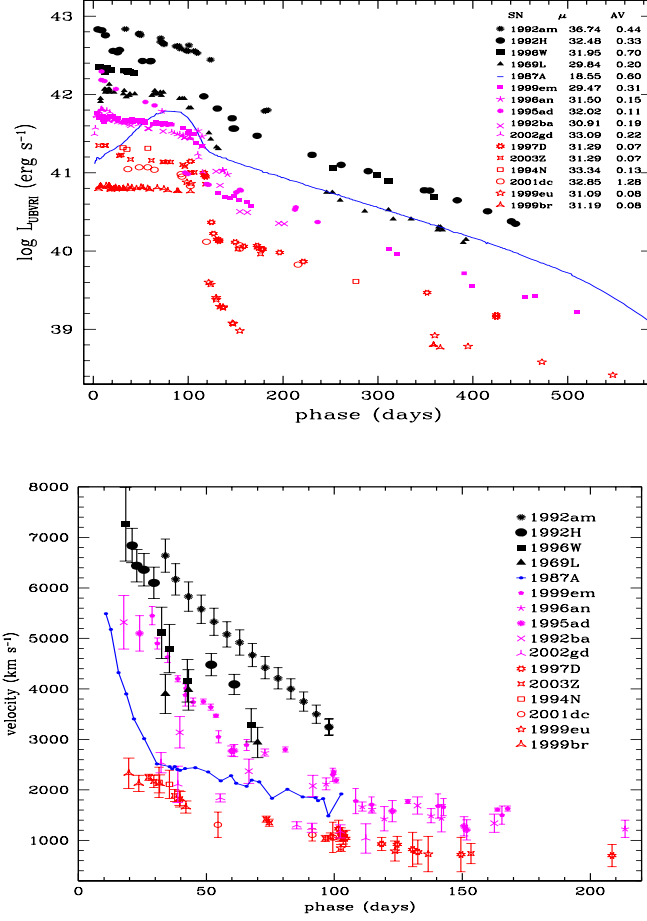 SN μ AV
43
1992am 36.74 0.44
1992H 32.48 0.33
1996W 31.95 0.70
1969L 29.84 0.20
42
1987A 18.55 0.60
1999em 29.47 0.31
1996an 31.50 0.15
1995ad 32.02 0.11
1992ba 30.91 0.19
2002gd 33.09 0.22
41
1997D 31.29 0.07
2003Z 31.29 0.07
1994N 33.34 0.13
2001dc 32.85 1.28
1999eu 31.09 0.08
1999br 31.19 0.08
log L_UBVRI (erg s⁻¹)
40
39
0 100 200 300 400 500
phase (days)
8000
7000
6000
5000
4000
3000
2000
1000
velocity (km s⁻¹)
1992am
1992H
1996W
1969L
1987A
1999em
1996an
1995ad
1992ba
2002gd
1997D
2003Z
1994N
2001dc
1999eu
1999br
0 50 100 150 200
phase (days)